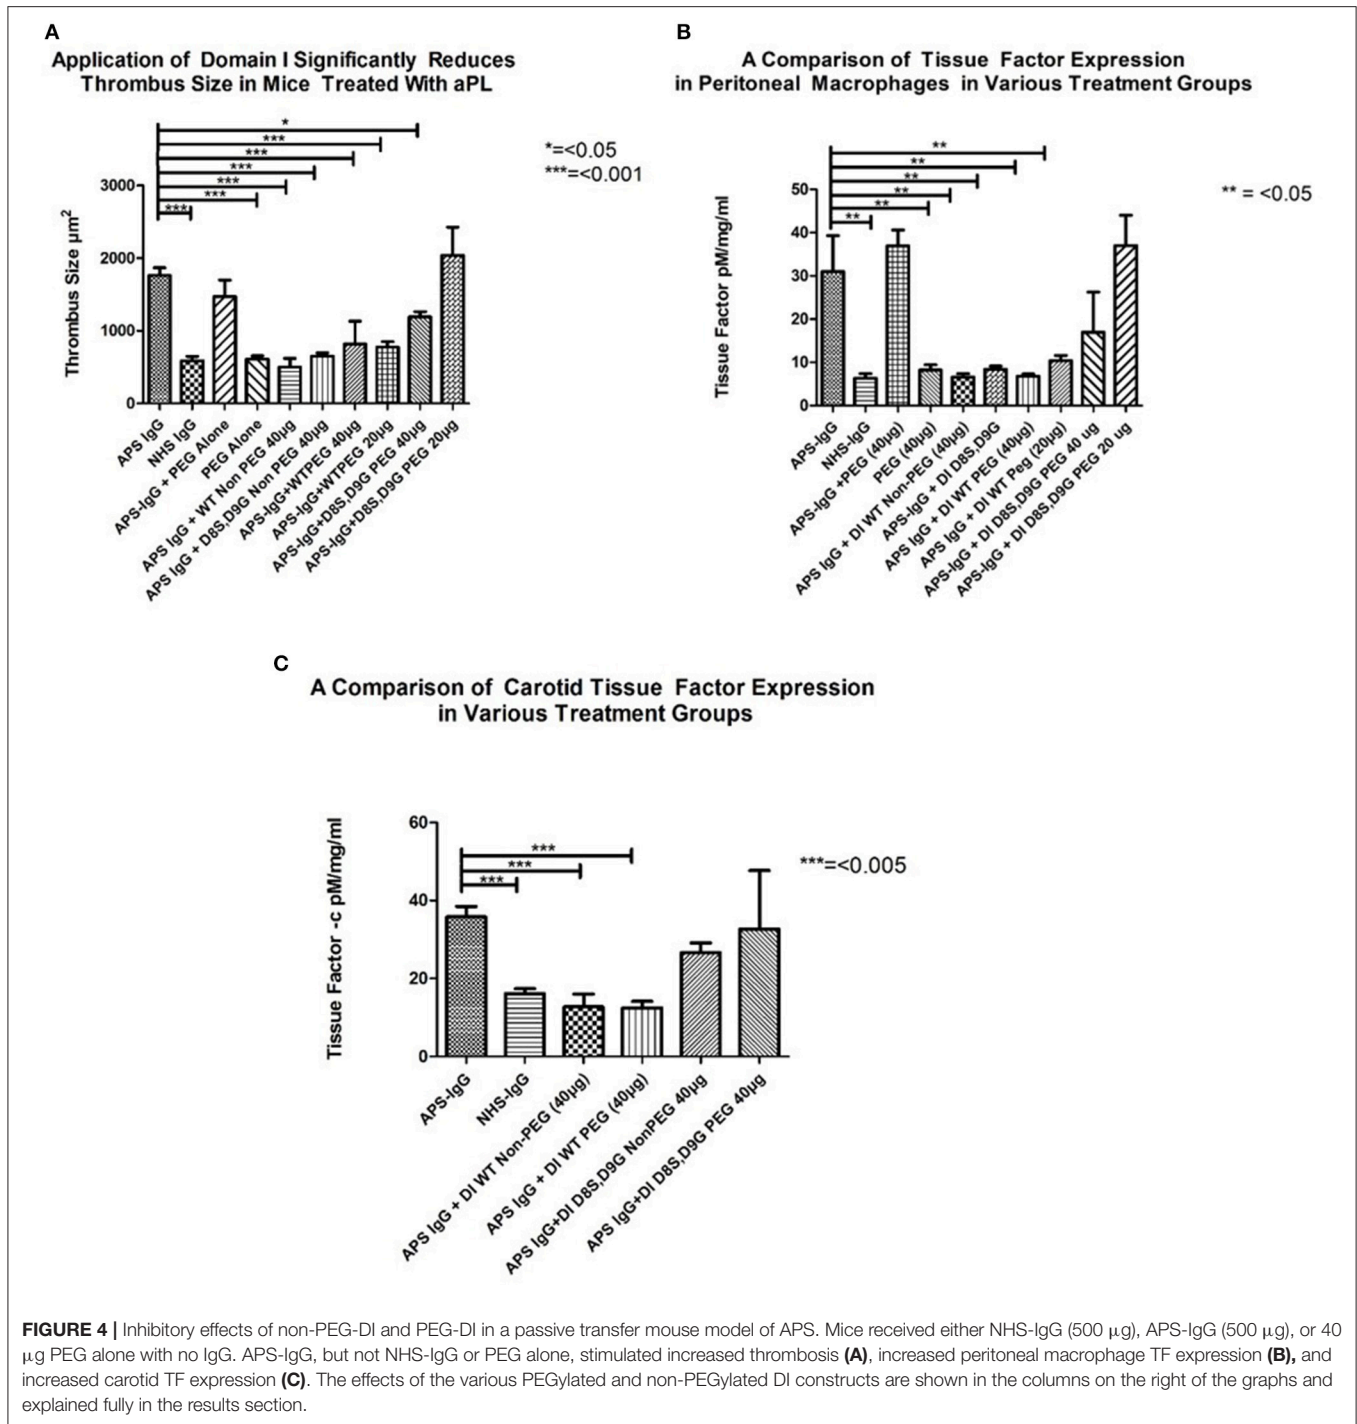 A
Application of Domain I Significantly Reduces
Thrombus Size in Mice Treated With aPL
*
***
***
***
***
***
***
*=<0.05
***=<0.001
Thrombus Size µm²
3000
2000
1000
0
APS IgG
NHS IgG
APS-IgG + PEG Alone
PEG Alone
APS IgG + WT Non PEG 40µg
APS IgG + D8S,D9G Non PEG 40µg
APS-IgG+WTPEG 40µg
APS-IgG+WTPEG 20µg
APS-IgG+D8S,D9G PEG 40µg
APS-IgG+D8S,D9G PEG 20µg
B
A Comparison of Tissue Factor Expression
in Peritoneal Macrophages in Various Treatment Groups
**
**
**
**
**
**
** = <0.05
Tissue Factor pM/mg/ml
50
40
30
20
10
0
APS-IgG
NHS-IgG
APS-IgG +PEG (40µg)
PEG (40µg)
APS IgG + DI WT Non-PEG (40µg)
APS-IgG + DI D8S,D9G
APS IgG + DI WT PEG (40µg)
APS IgG + DI WT Peg (20µg)
APS-IgG + DI D8S,D9G PEG 40 ug
APS-IgG + DI D8S,D9G PEG 20 ug
C
A Comparison of Carotid Tissue Factor Expression
in Various Treatment Groups
***
***
***
***=<0.005
Tissue Factor -c pM/mg/ml
60
40
20
0
APS-IgG
NHS-IgG
APS IgG + DI WT Non-PEG (40µg)
APS IgG + DI WT PEG (40µg)
APS IgG+DI D8S,D9G NonPEG 40µg
APS IgG+DI D8S,D9G PEG 40µg
FIGURE 4 | Inhibitory effects of non-PEG-DI and PEG-DI in a passive transfer mouse model of APS. Mice received either NHS-IgG (500 µg), APS-IgG (500 µg), or 40
µg PEG alone with no IgG. APS-IgG, but not NHS-IgG or PEG alone, stimulated increased thrombosis (A), increased peritoneal macrophage TF expression (B), and
increased carotid TF expression (C). The effects of the various PEGylated and non-PEGylated DI constructs are shown in the columns on the right of the graphs and
explained fully in the results section.